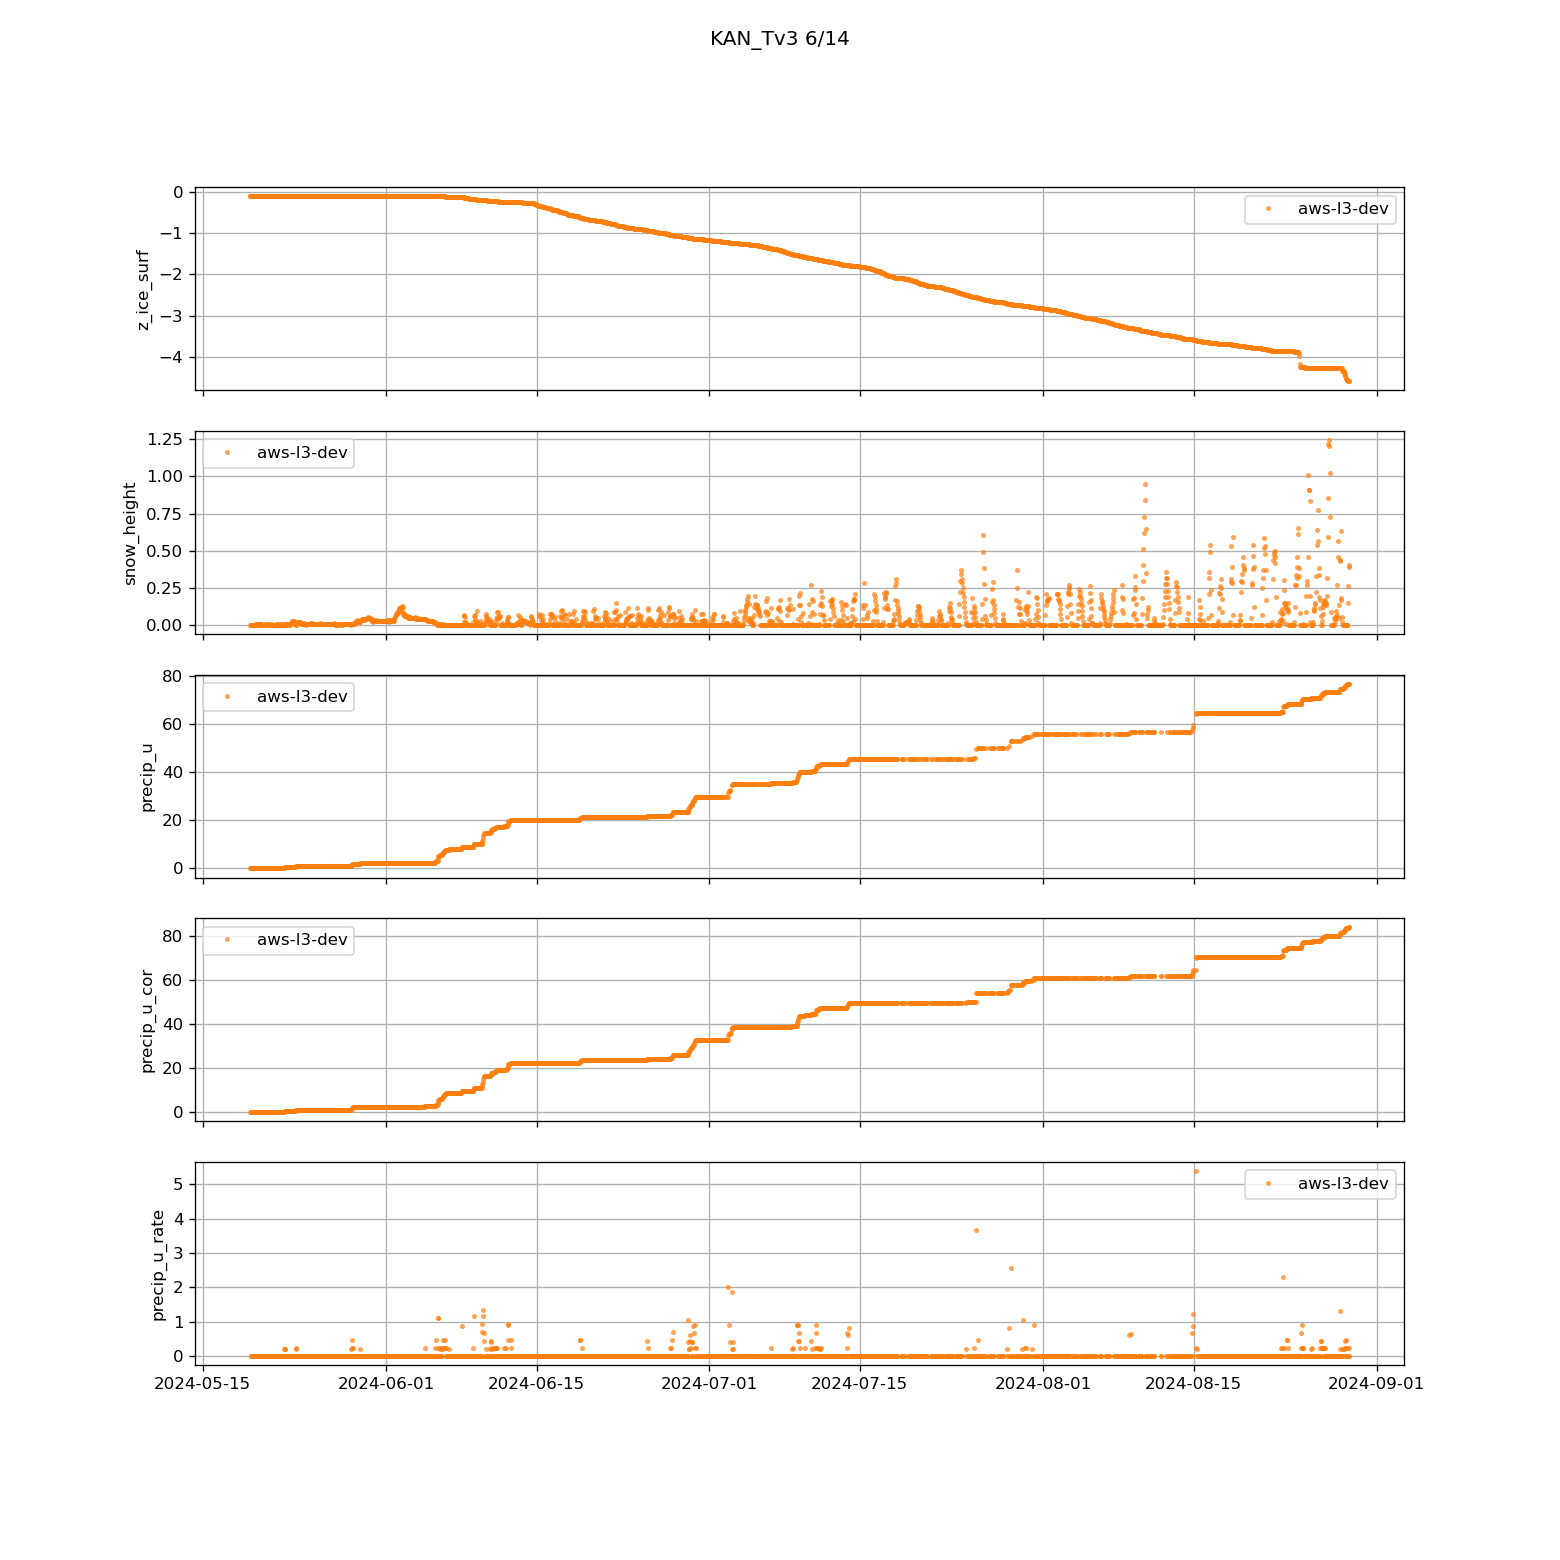 KAN_Tv3 6/14
0
−1
−2
−3
−4
z_ice_surf
aws-l3-dev
1.25
1.00
0.75
0.50
0.25
0.00
snow_height
aws-l3-dev
80
60
40
20
0
precip_u
aws-l3-dev
80
60
40
20
0
precip_u_cor
aws-l3-dev
5
4
3
2
1
0
precip_u_rate
aws-l3-dev
2024-05-15 2024-06-01 2024-06-15 2024-07-01 2024-07-15 2024-08-01 2024-08-15 2024-09-01